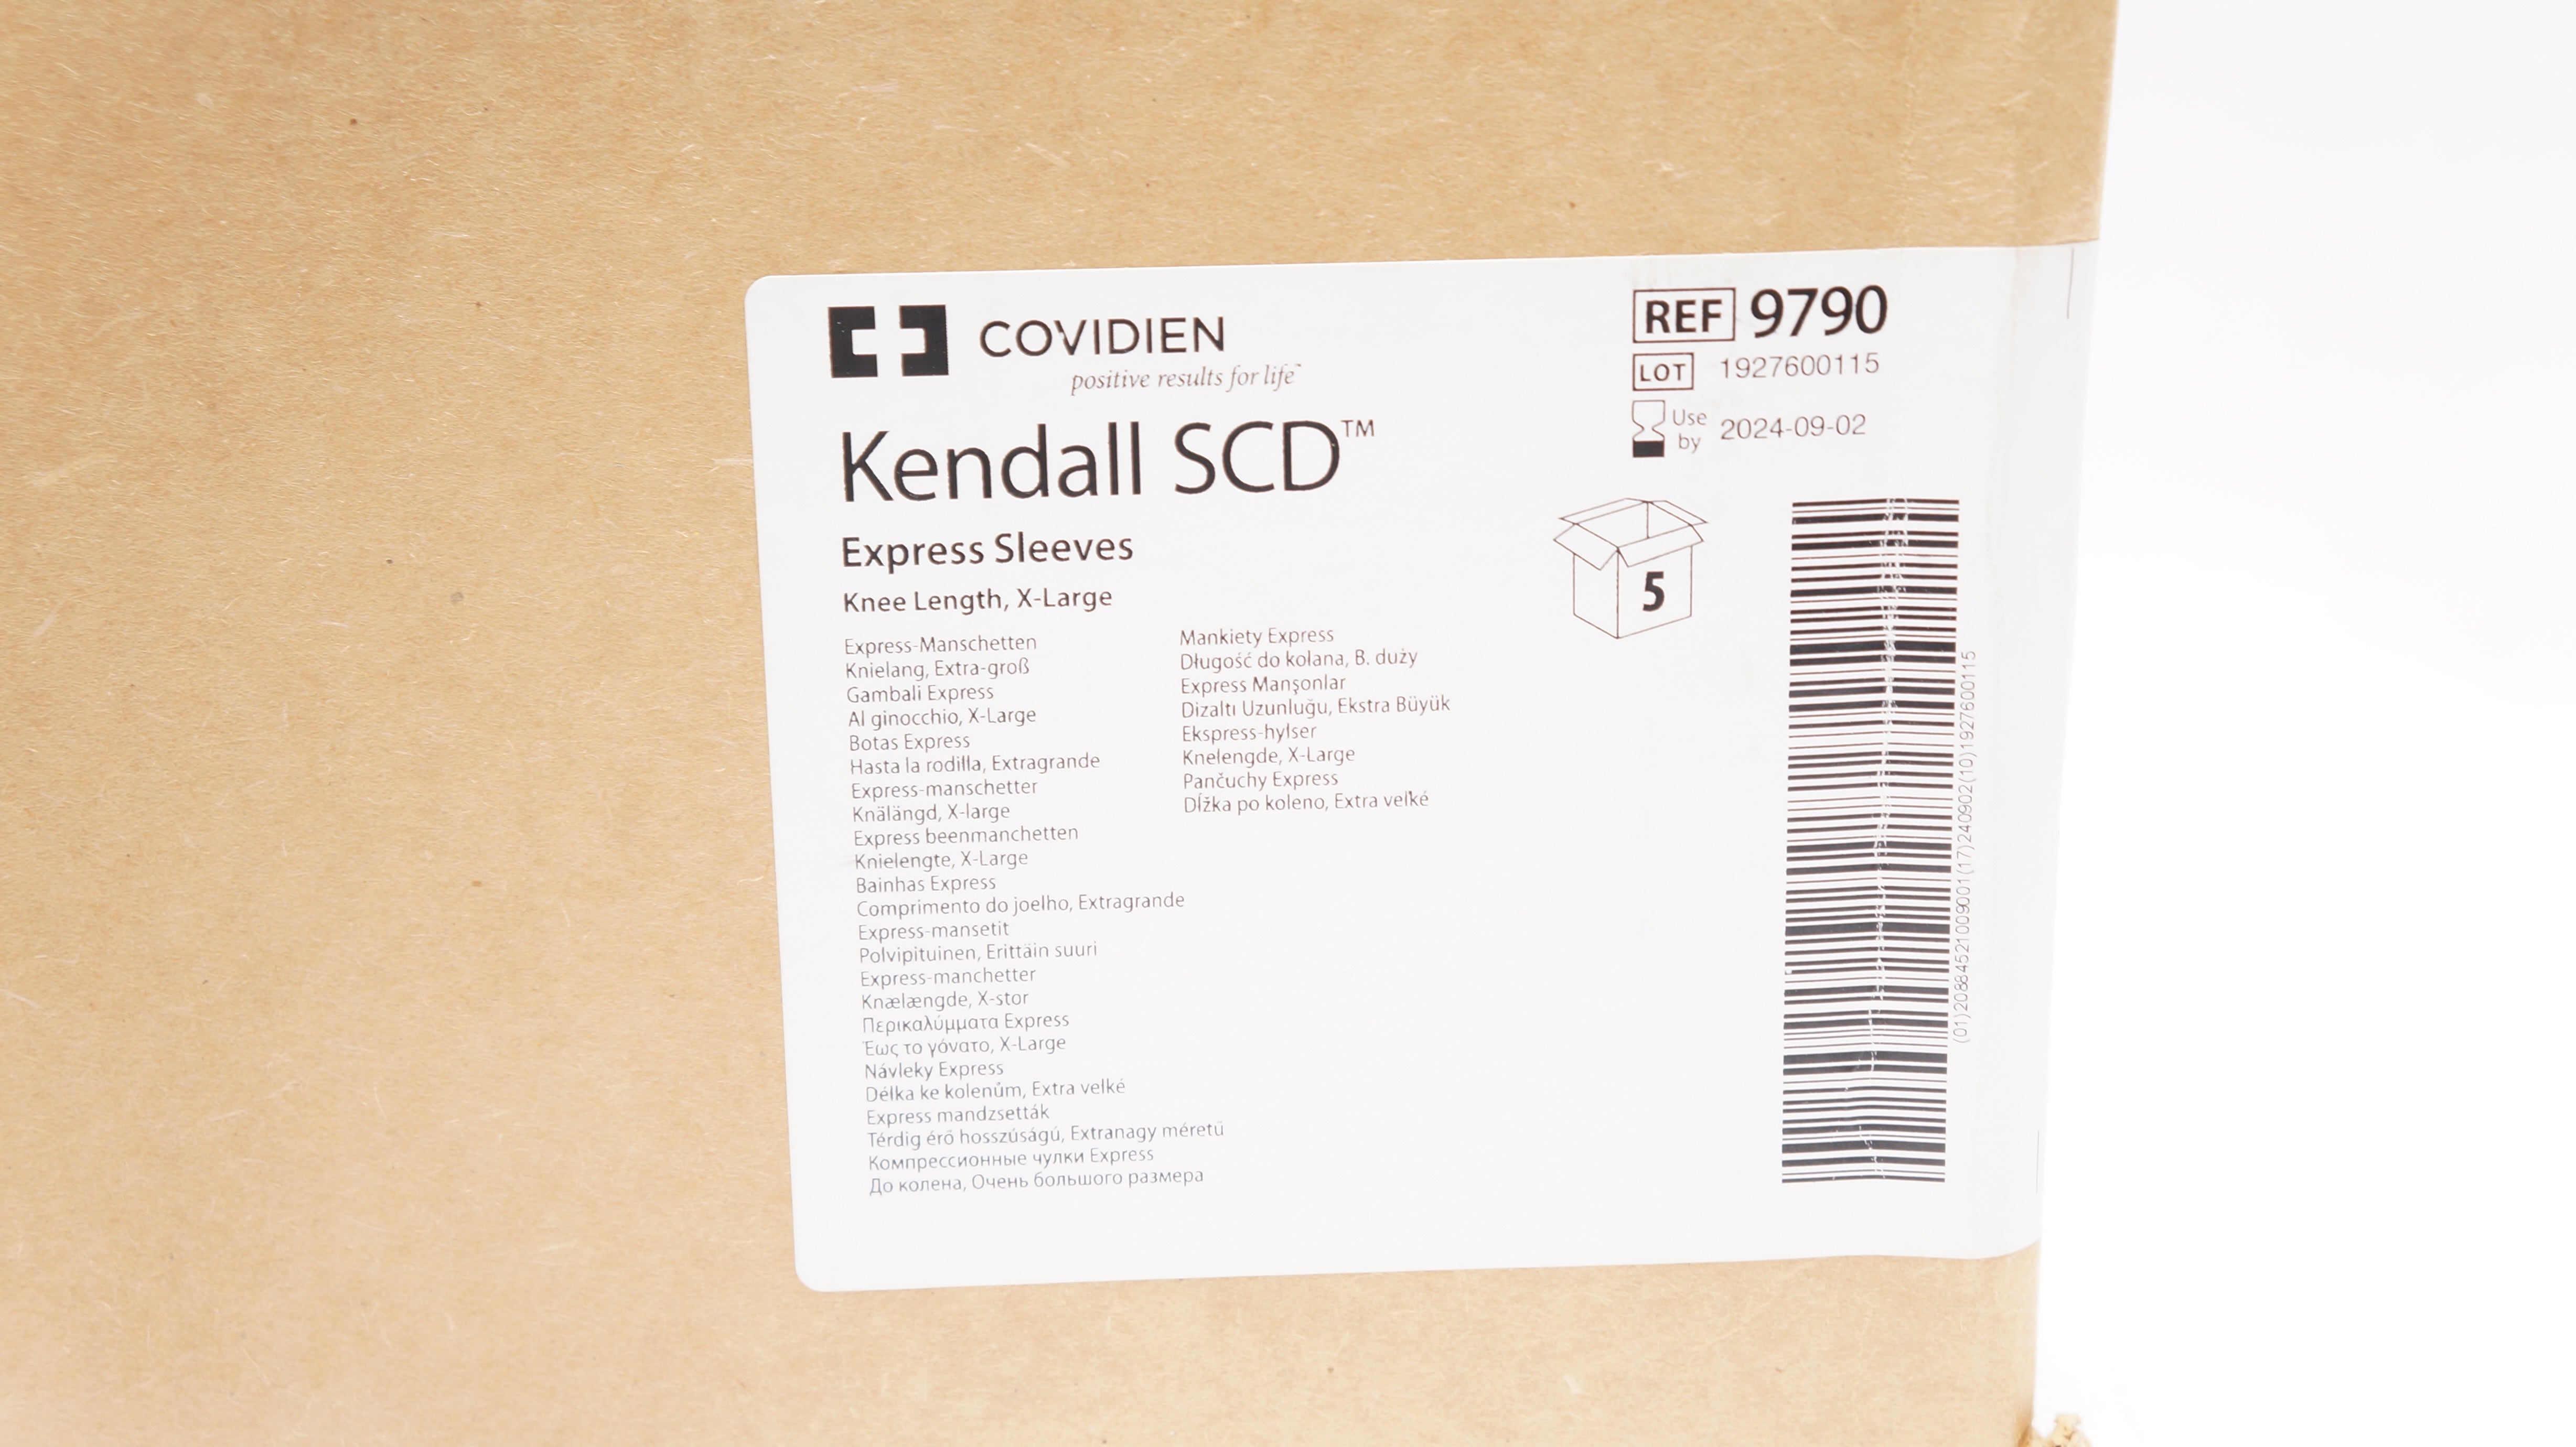 COVIDIEN
positive results for life™
Kendall SCD™
Express Sleeves
Knee Length, X-Large
Express-Manschetten
Knielang, Extra-groß
Gambali Express
Al ginocchio, X-Large
Botas Express
Hasta la rodilla, Extragrande
Express-manschetter
Knälängd, X-large
Express beenmanchetten
Knielengte, X-Large
Bainhas Express
Comprimento do joelho, Extragrande
Express-mansetit
Polvipituinen, Erittäin suuri
Express-manchetter
Knælængde, X-stor
Περικαλύμματα Express
Έως το γόνατο, X-Large
Návleky Express
Délka ke kolenům, Extra velké
Express mandzsetták
Térdig érő hosszúságú, Extranagy méretű
Компрессионные чулки Express
До колена, Очень большого размера
Mankiety Express
Długość do kolana, B. duży
Express Manşonlar
Dizaltı Uzunluğu, Ekstra Büyük
Ekspress-hylser
Knelengde, X-Large
Pančuchy Express
Dĺžka po koleno, Extra veľké
REF 9790
LOT 1927600115
Use by 2024-09-02
5
(01)20884521009001(17)240902(10)1927600115